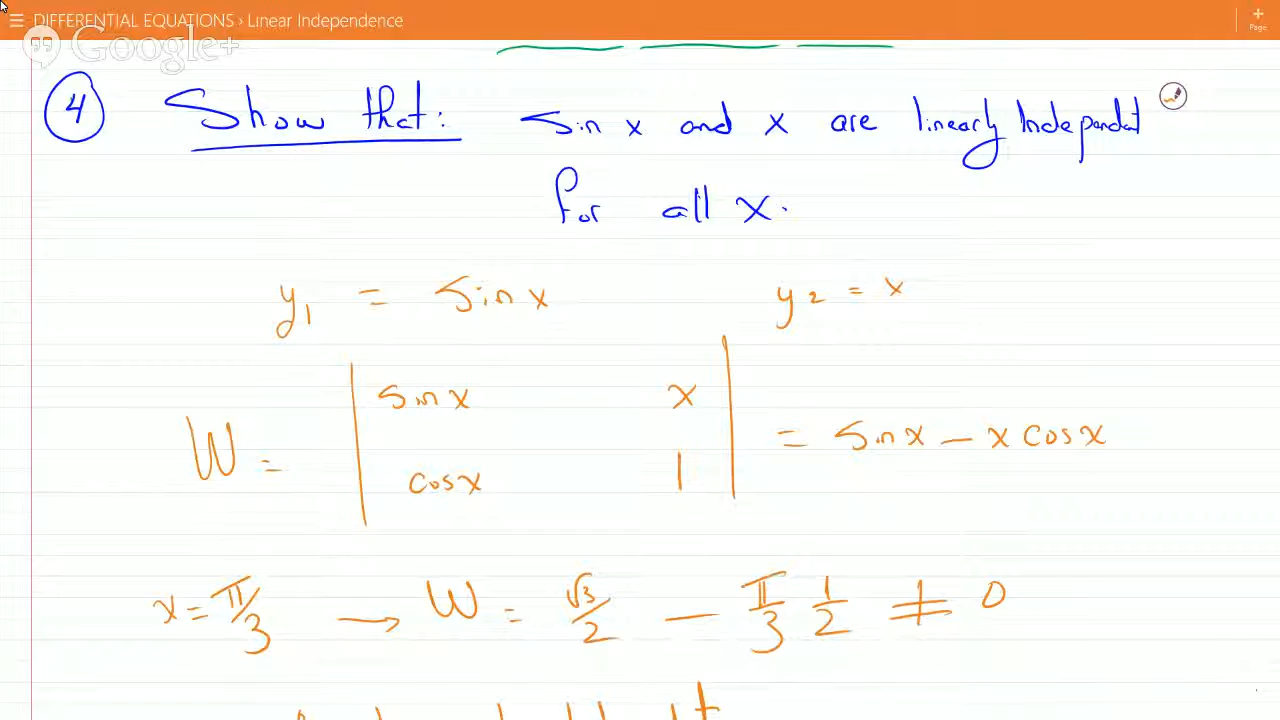 DIFFERENTIAL EQUATIONS › Linear Independence
Page
Google+
4 Show that: Sin x and x are linearly Independent
for all x.
y₁ = Sin x y₂ = x
W = | sin x x |
| cos x 1 | = Sin x − x cos x
x = π/3 → W = √3/2 − π/3 1/2 ≠ 0